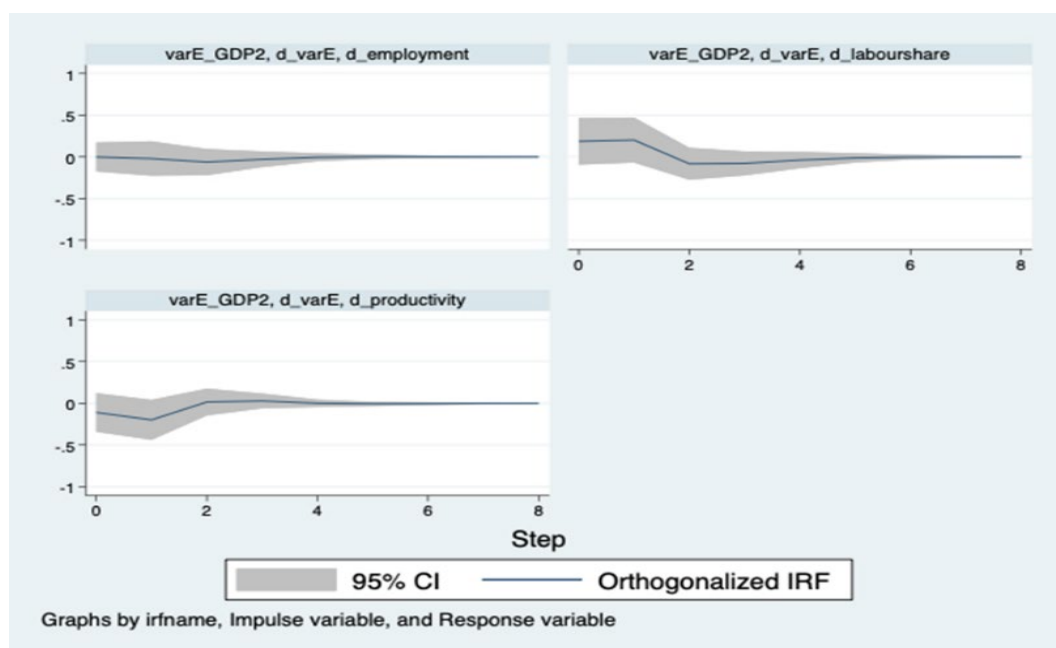 varE_GDP2, d_varE, d_employment
varE_GDP2, d_varE, d_labourshare
1
.5
0
-.5
-1
0 2 4 6 8
varE_GDP2, d_varE, d_productivity
1
.5
0
-.5
-1
0 2 4 6 8
Step
95% CI
Orthogonalized IRF
Graphs by irfname, Impulse variable, and Response variable